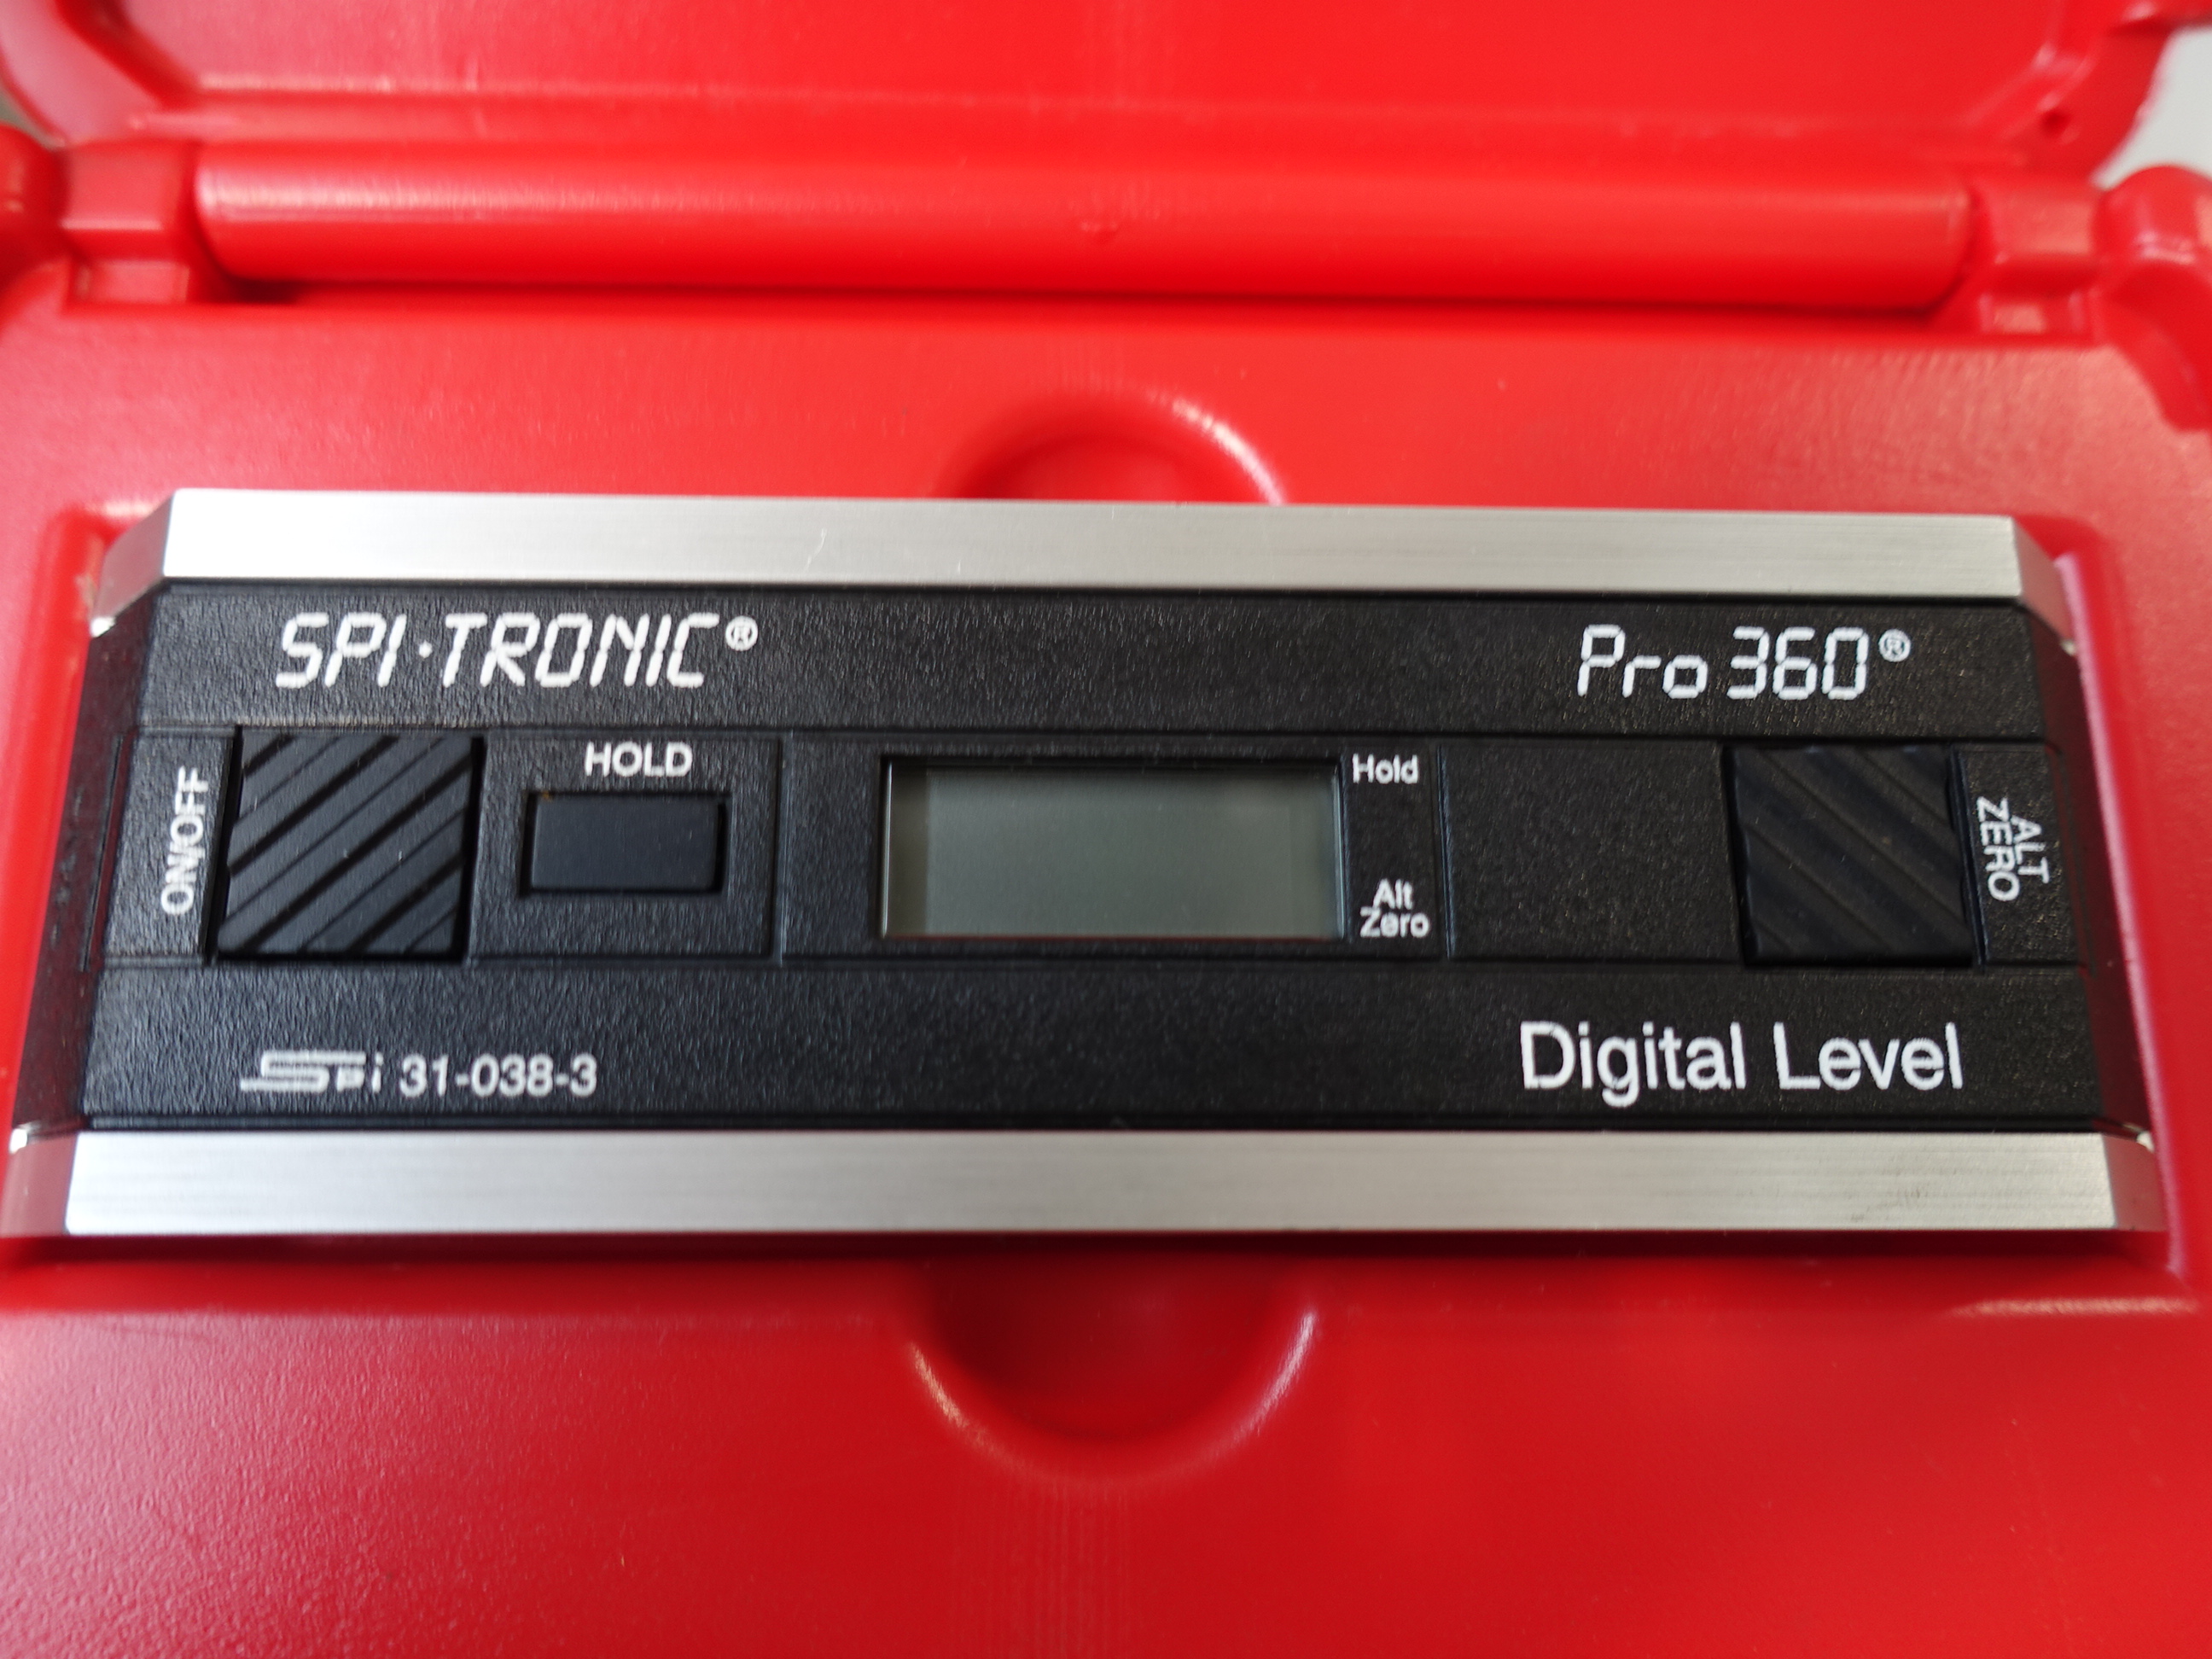 SPI·TRONIC® Pro 360®
ON/OFF
HOLD
Hold
Alt
Zero
ALT
ZERO
SPi 31-038-3
Digital Level